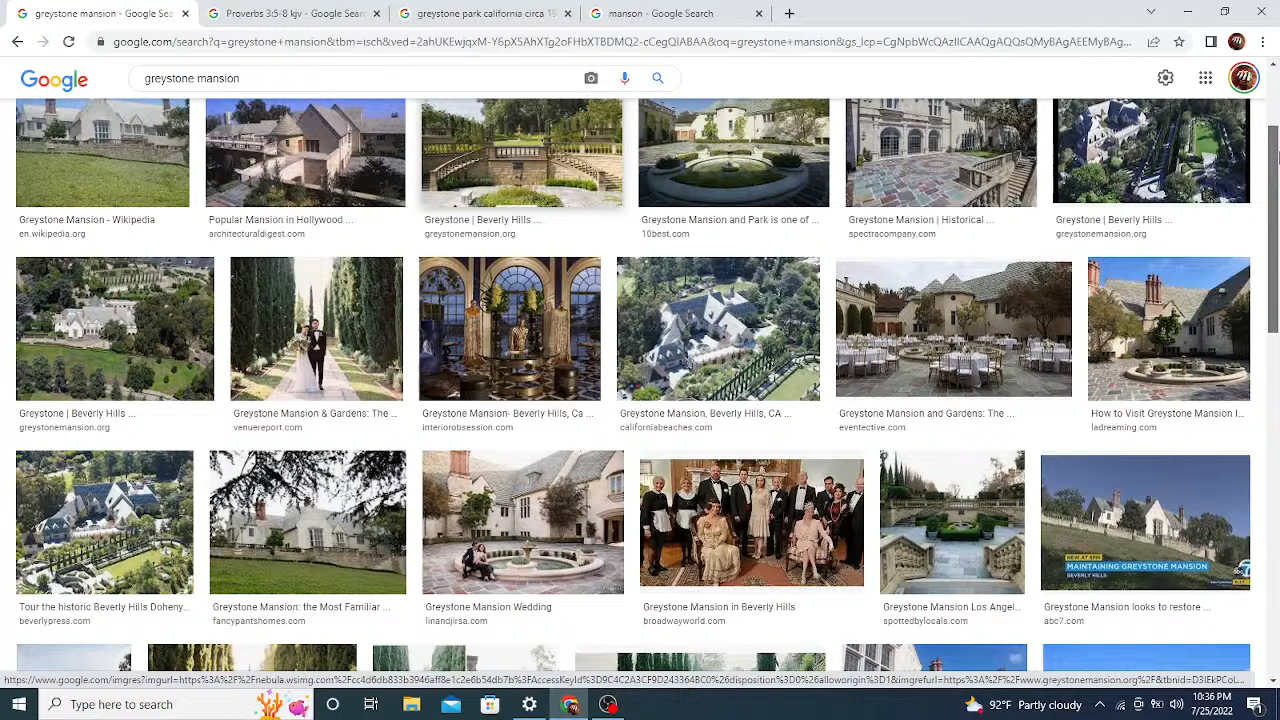 greystone mansion - Google Sea
Proverbs 3:5-8 kjv - Google Sear
greystone park california circa 19
manson - Google Search
google.com/search?q=greystone+mansion&tbm=isch&ved=2ahUKEwjqxM-Y6pX5AhXTg2oFHbXTBDMQ2-cCegQIABAA&oq=greystone+mansion&gs_lcp=CgNpbWcQAzIICAAQgAQQsQMyBAgAEEMyBAg...
Google
greystone mansion
Greystone Mansion - Wikipedia
en.wikipedia.org
Popular Mansion in Hollywood ...
architecturaldigest.com
Greystone | Beverly Hills ...
greystonemansion.org
Greystone Mansion and Park is one of ...
10best.com
Greystone Mansion | Historical ...
spectracompany.com
Greystone | Beverly Hills ...
greystonemansion.org
Greystone | Beverly Hills ...
greystonemansion.org
Greystone Mansion & Gardens: The ...
venuereport.com
Greystone Mansion- Beverly Hills, Ca ...
interiorobsession.com
Greystone Mansion, Beverly Hills, CA ...
californiabeaches.com
Greystone Mansion and Gardens: The ...
eventective.com
How to Visit Greystone Mansion I...
ladreaming.com
NEW AT 6PM
MAINTAINING GREYSTONE MANSION
BEVERLY HILLS
abc7
Tour the historic Beverly Hills Doheny...
beverlypress.com
Greystone Mansion: the Most Familiar ...
fancypantshomes.com
Greystone Mansion Wedding
linandjirsa.com
Greystone Mansion in Beverly Hills
broadwayworld.com
Greystone Mansion Los Angel...
spottedbylocals.com
Greystone Mansion looks to restore ...
abc7.com
Type here to search
92°F Partly cloudy
10:36 PM
7/25/2022